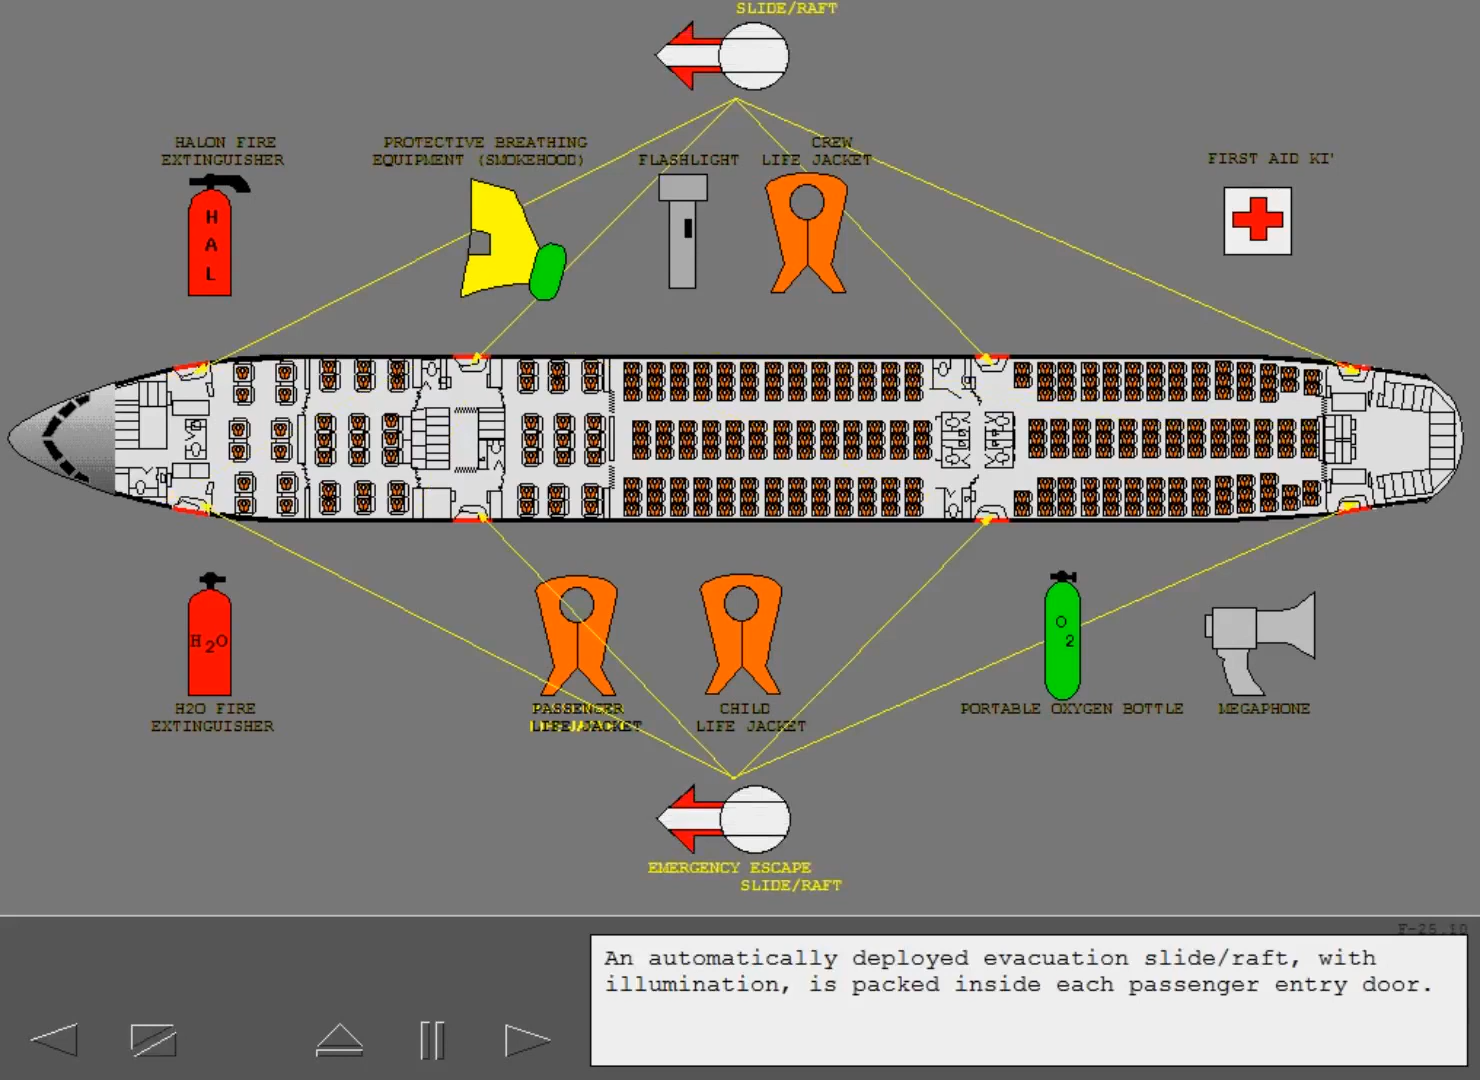 SLIDE/RAFT
HALON FIRE
EXTINGUISHER
PROTECTIVE BREATHING
EQUIPMENT (SMOKEHOOD)
FLASHLIGHT
CREW
LIFE JACKET
FIRST AID KI'
H
A
L
H2O
O
2
H2O FIRE
EXTINGUISHER
PASSENGER
LIFE JACKET
CHILD
LIFE JACKET
PORTABLE OXYGEN BOTTLE
MEGAPHONE
EMERGENCY ESCAPE
SLIDE/RAFT
An automatically deployed evacuation slide/raft, with
illumination, is packed inside each passenger entry door.